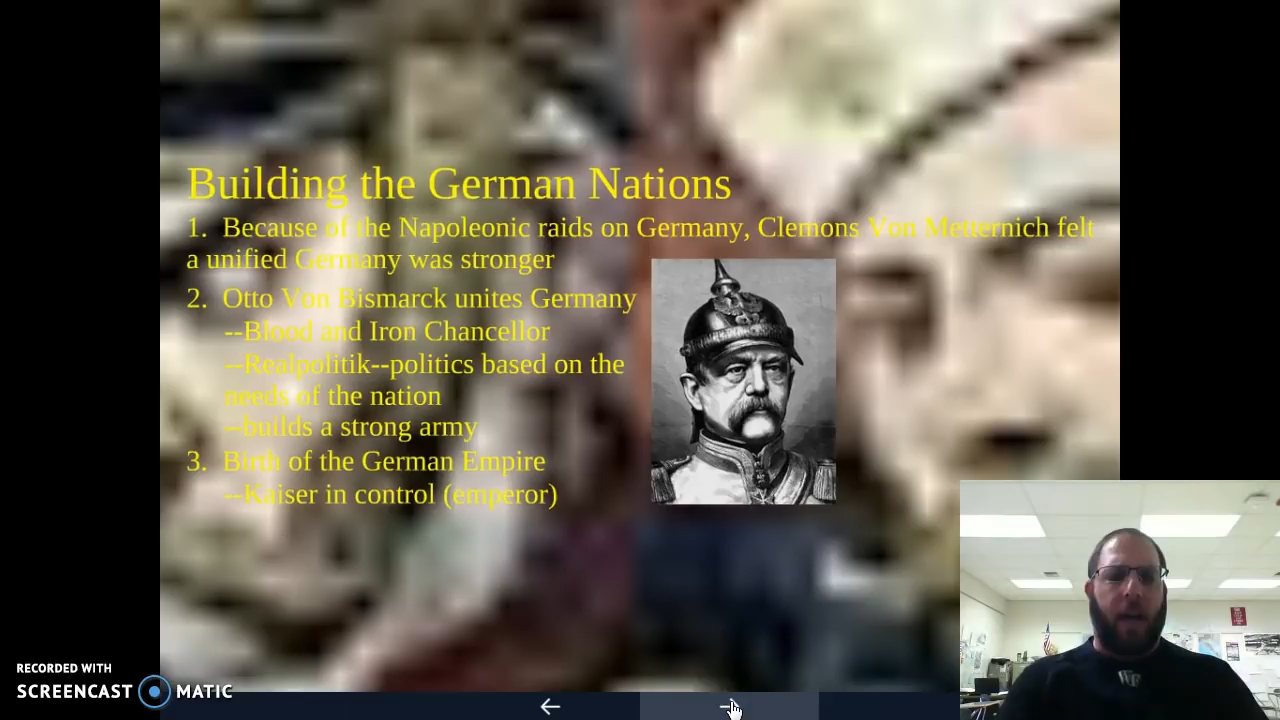 Building the German Nations
1. Because of the Napoleonic raids on Germany, Clemons Von Metternich felt
a unified Germany was stronger
2. Otto Von Bismarck unites Germany
--Blood and Iron Chancellor
--Realpolitik--politics based on the
needs of the nation
--builds a strong army
3. Birth of the German Empire
--Kaiser in control (emperor)
RECORDED WITH
SCREENCAST MATIC